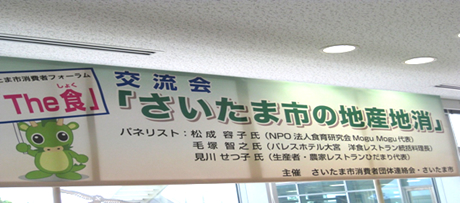 たま市消費者フォーラム
The食」
しょく
交流会
「さいたま市の地産地消」
パネリスト：松成 容子氏（NPO法人食育研究会Mogu Mogu代表）
毛塚 智之氏（パレスホテル大宮 洋食レストラン統括料理長）
見川 せつ子氏（生産者・農家レストランひだまり代表）
主催 さいたま市消費者団体連絡会・さいたま市